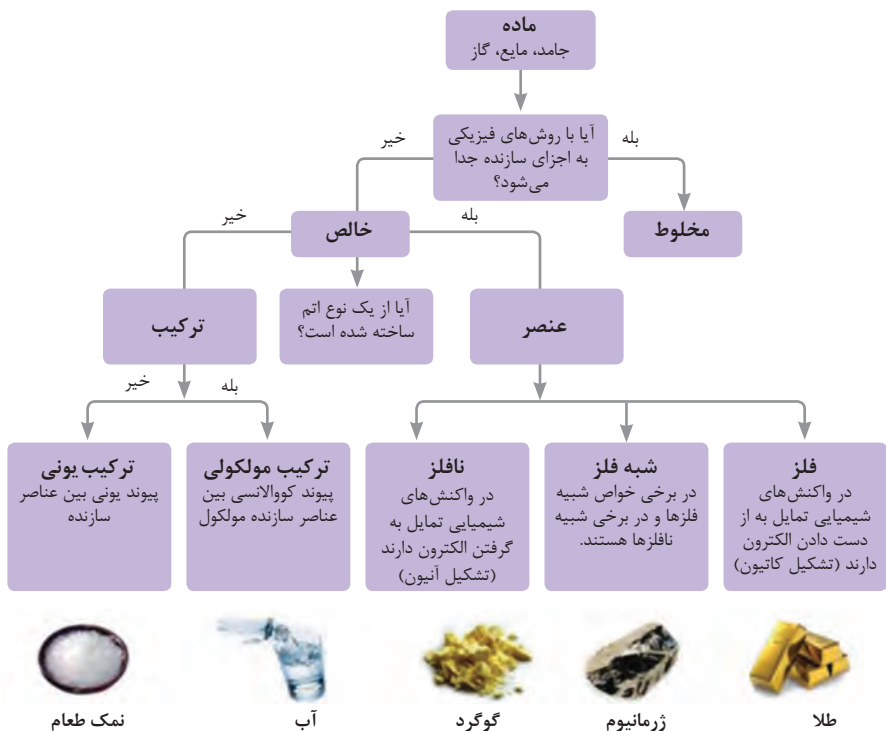 ماده
جامد، مایع، گاز
آیا با روش‌های فیزیکی
به اجزای سازنده جدا
می‌شود؟
بله
خیر
مخلوط
خالص
بله
خیر
آیا از یک نوع اتم
ساخته شده است؟
عنصر
ترکیب
بله
خیر
فلز
در واکنش‌های
شیمیایی تمایل به از
دست دادن الکترون
دارند (تشکیل کاتیون)
شبه فلز
در برخی خواص شبیه
فلزها و در برخی شبیه
نافلزها هستند.
نافلز
در واکنش‌های
شیمیایی تمایل به
گرفتن الکترون دارند
(تشکیل آنیون)
ترکیب مولکولی
پیوند کووالانسی بین
عناصر سازنده مولکول
ترکیب یونی
پیوند یونی بین عناصر
سازنده
طلا
ژرمانیوم
گوگرد
آب
نمک طعام